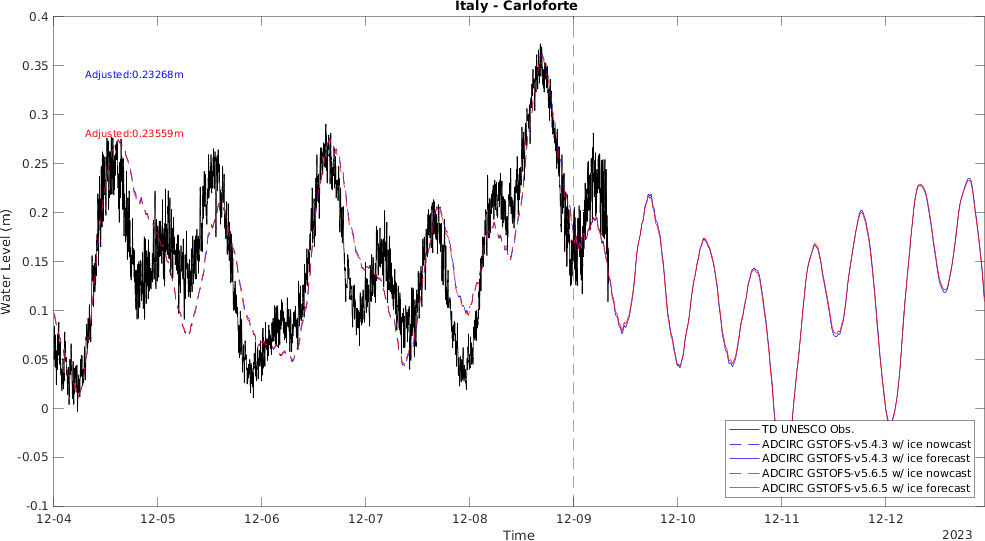 Italy - Carloforte
Adjusted:0.23268m
Adjusted:0.23559m
Water Level (m)
0.4
0.35
0.3
0.25
0.2
0.15
0.1
0.05
0
-0.05
-0.1
TD UNESCO Obs.
ADCIRC GSTOFS-v5.4.3 w/ ice nowcast
ADCIRC GSTOFS-v5.4.3 w/ ice forecast
ADCIRC GSTOFS-v5.6.5 w/ ice nowcast
ADCIRC GSTOFS-v5.6.5 w/ ice forecast
12-04 12-05 12-06 12-07 12-08 12-09 12-10 12-11 12-12
Time
2023